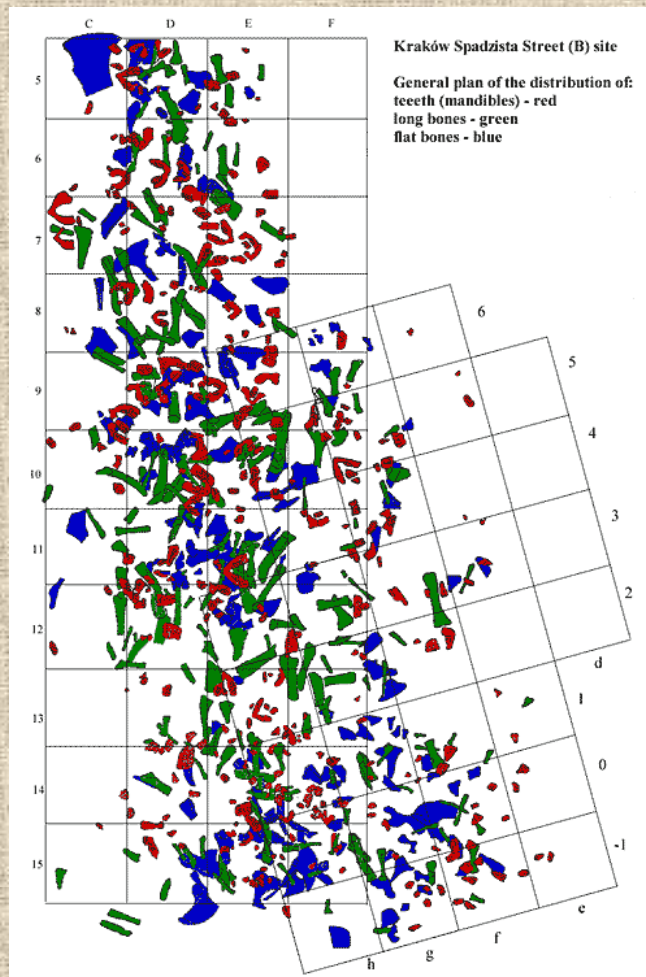 C D E F
Kraków Spadzista Street (B) site
General plan of the distribution of:
teeeth (mandibles) - red
long bones - green
flat bones - blue
5
6
7
8
9
10
11
12
13
14
15
6
5
4
3
2
d
1
0
-1
e
f
g
h